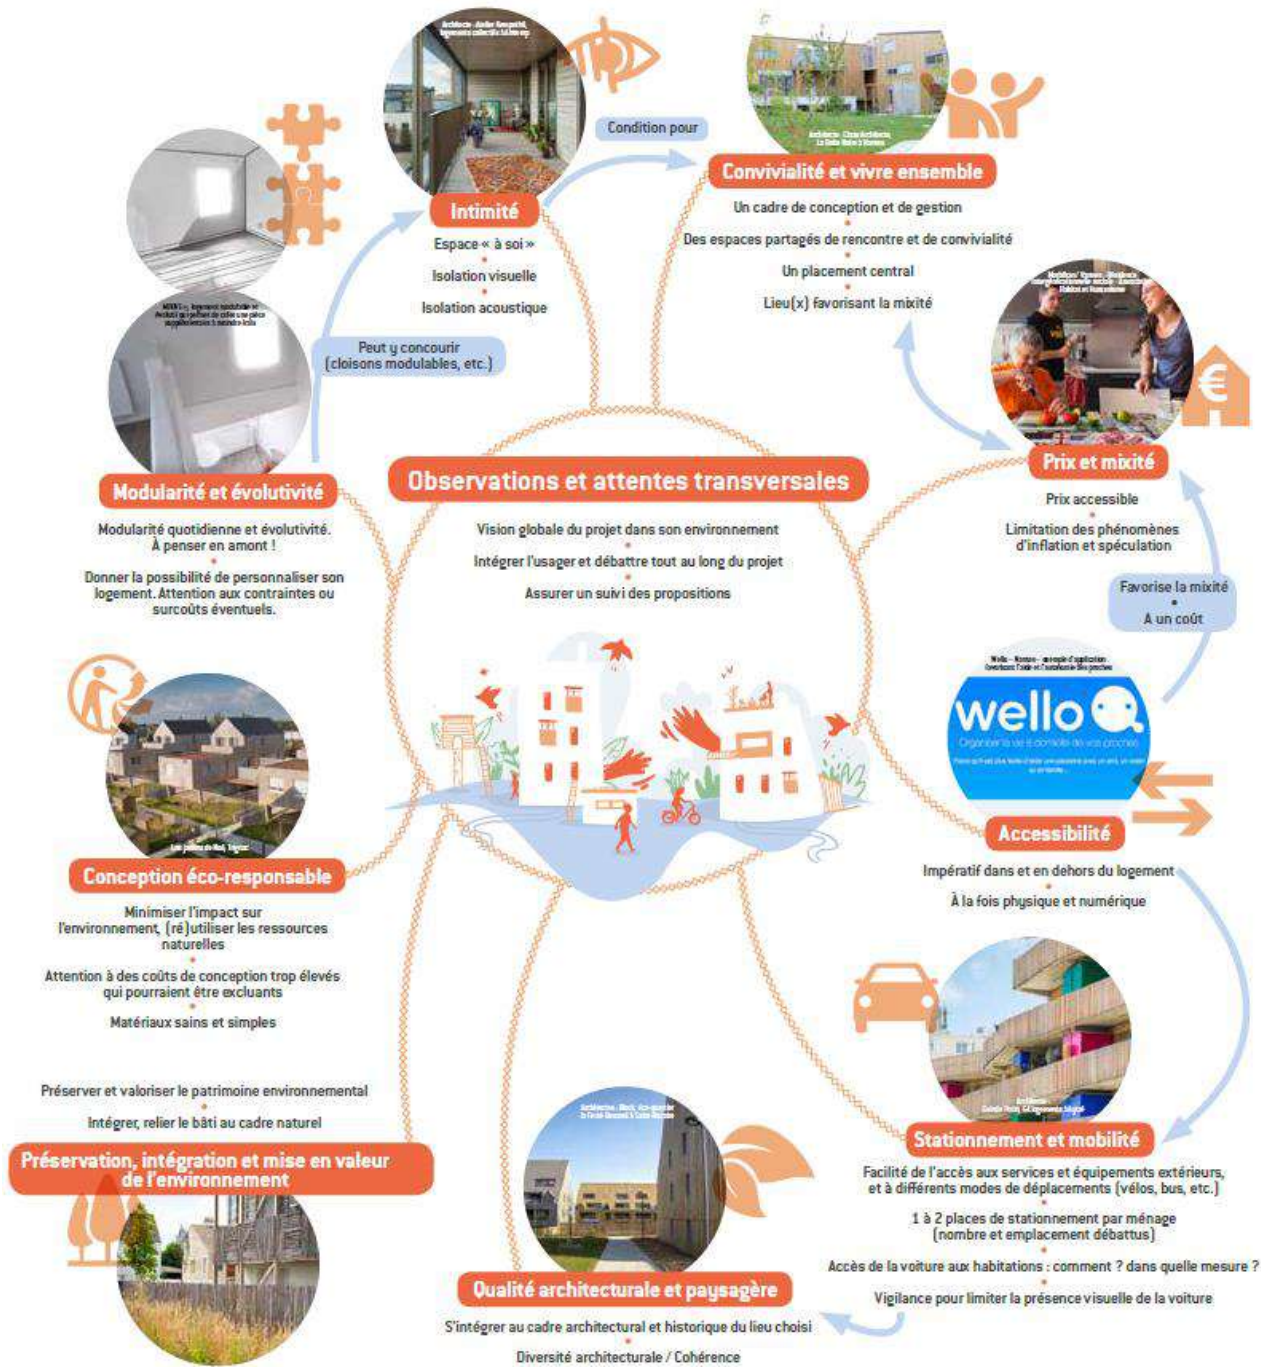 Condition pour
Convivialité et vivre ensemble
Un cadre de conception et de gestion
Des espaces partagés de rencontre et de convivialité
Un placement central
Lieu(x) favorisant la mixité
Intimité
Espace « à soi »
Isolation visuelle
Isolation acoustique
Peut y concourir
(cloisons modulables, etc.)
Modularité et évolutivité
Modularité quotidienne et évolutivité.
À penser en amont !
Donner la possibilité de personnaliser son
logement. Attention aux contraintes ou
surcoûts éventuels.
Observations et attentes transversales
Vision globale du projet dans son environnement
Intégrer l'usager et débattre tout au long du projet
Assurer un suivi des propositions
€
Prix et mixité
Prix accessible
Limitation des phénomènes
d'inflation et spéculation
Favorise la mixité
A un coût
wello
Organiser la vie à domicile de vos proches
Accessibilité
Impératif dans et en dehors du logement
À la fois physique et numérique
Conception éco-responsable
Minimiser l'impact sur
l'environnement, (ré)utiliser les ressources
naturelles
Attention à des coûts de conception trop élevés
qui pourraient être excluants
Matériaux sains et simples
Préserver et valoriser le patrimoine environnemental
Intégrer, relier le bâti au cadre naturel
Préservation, intégration et mise en valeur
de l'environnement
Stationnement et mobilité
Facilité de l'accès aux services et équipements extérieurs,
et à différents modes de déplacements (vélos, bus, etc.)
1 à 2 places de stationnement par ménage
(nombre et emplacement débattus)
Accès de la voiture aux habitations : comment ? dans quelle mesure ?
Vigilance pour limiter la présence visuelle de la voiture
Qualité architecturale et paysagère
S'intégrer au cadre architectural et historique du lieu choisi
Diversité architecturale / Cohérence